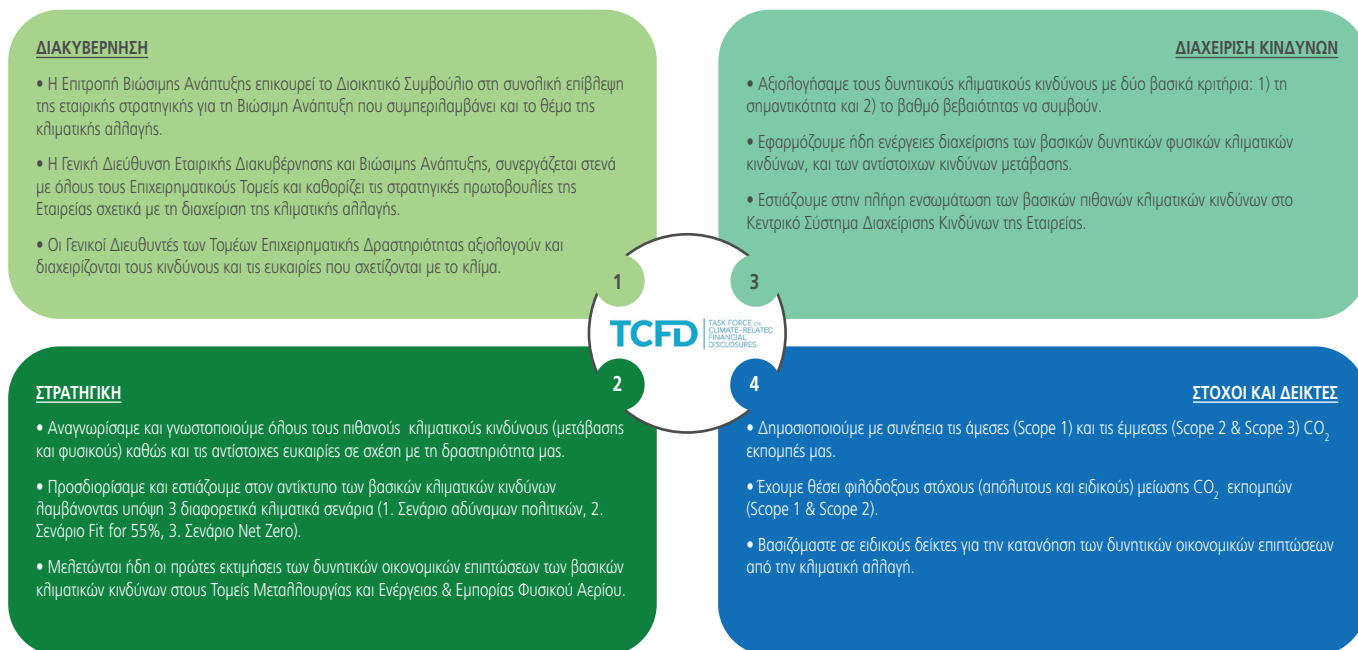 ΔΙΑΚΥΒΕΡΝΗΣΗ
• Η Επιτροπή Βιώσιμης Ανάπτυξης επικουρεί το Διοικητικό Συμβούλιο στη συνολική επίβλεψη
της εταιρικής στρατηγικής για τη Βιώσιμη Ανάπτυξη που συμπεριλαμβάνει και το θέμα της
κλιματικής αλλαγής.
• Η Γενική Διεύθυνση Εταιρικής Διακυβέρνησης και Βιώσιμης Ανάπτυξης, συνεργάζεται στενά
με όλους τους Επιχειρηματικούς Τομείς και καθορίζει τις στρατηγικές πρωτοβουλίες της
Εταιρείας σχετικά με τη διαχείριση της κλιματικής αλλαγής.
• Οι Γενικοί Διευθυντές των Τομέων Επιχειρηματικής Δραστηριότητας αξιολογούν και
διαχειρίζονται τους κινδύνους και τις ευκαιρίες που σχετίζονται με το κλίμα.
1
ΣΤΡΑΤΗΓΙΚΗ
• Αναγνωρίσαμε και γνωστοποιούμε όλους τους πιθανούς κλιματικούς κινδύνους (μετάβασης
και φυσικούς) καθώς και τις αντίστοιχες ευκαιρίες σε σχέση με τη δραστηριότητα μας.
• Προσδιορίσαμε και εστιάζουμε στον αντίκτυπο των βασικών κλιματικών κινδύνων
λαμβάνοντας υπόψη 3 διαφορετικά κλιματικά σενάρια (1. Σενάριο αδύναμων πολιτικών, 2.
Σενάριο Fit for 55%, 3. Σενάριο Net Zero).
• Μελετώνται ήδη οι πρώτες εκτιμήσεις των δυνητικών οικονομικών επιπτώσεων των βασικών
κλιματικών κινδύνων στους Τομείς Μεταλλουργίας και Ενέργειας & Εμπορίας Φυσικού Αερίου.
2
ΔΙΑΧΕΙΡΙΣΗ ΚΙΝΔΥΝΩΝ
• Αξιολογήσαμε τους δυνητικούς κλιματικούς κινδύνους με δύο βασικά κριτήρια: 1) τη
σημαντικότητα και 2) το βαθμό βεβαιότητας να συμβούν.
• Εφαρμόζουμε ήδη ενέργειες διαχείρισης των βασικών δυνητικών φυσικών κλιματικών
κινδύνων, και των αντίστοιχων κινδύνων μετάβασης.
• Εστιάζουμε στην πλήρη ενσωμάτωση των βασικών πιθανών κλιματικών κινδύνων στο
Κεντρικό Σύστημα Διαχείρισης Κινδύνων της Εταιρείας.
3
ΣΤΟΧΟΙ ΚΑΙ ΔΕΙΚΤΕΣ
• Δημοσιοποιούμε με συνέπεια τις άμεσες (Scope 1) και τις έμμεσες (Scope 2 & Scope 3) CO₂
εκπομπές μας.
• Έχουμε θέσει φιλόδοξους στόχους (απόλυτους και ειδικούς) μείωσης CO₂ εκπομπών
(Scope 1 & Scope 2).
• Βασιζόμαστε σε ειδικούς δείκτες για την κατανόηση των δυνητικών οικονομικών επιπτώσεων
από την κλιματική αλλαγή.
4
TCFD
TASK FORCE ON
CLIMATE-RELATED
FINANCIAL
DISCLOSURES